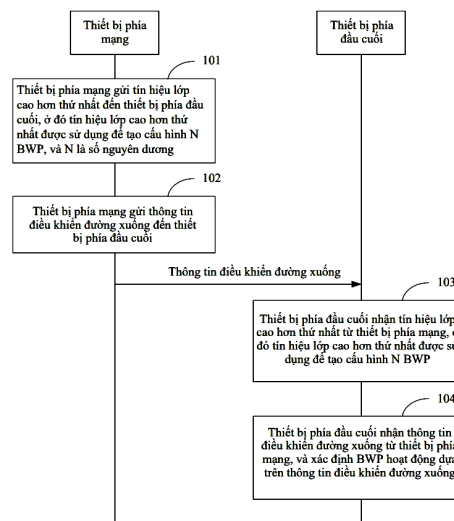 Thiết bị phía
mạng
Thiết bị phía
đầu cuối
101
Thiết bị phía mạng gửi tín hiệu lớp
cao hơn thứ nhất đến thiết bị phía đầu
cuối, ở đó tín hiệu lớp cao hơn thứ
nhất được sử dụng để tạo cấu hình N
BWP, và N là số nguyên dương
102
Thiết bị phía mạng gửi thông tin
điều khiển đường xuống đến thiết
bị phía đầu cuối
Thông tin điều khiển đường xuống
103
Thiết bị phía đầu cuối nhận tín hiệu lớp
cao hơn thứ nhất từ thiết bị phía mạng,
đó tín hiệu lớp cao hơn thứ nhất được sử
dụng để tạo cấu hình N BWP
104
Thiết bị phía đầu cuối nhận thông tin
điều khiển đường xuống từ thiết bị phía
mạng, và xác định BWP hoạt động dựa
trên thông tin điều khiển đường xuống